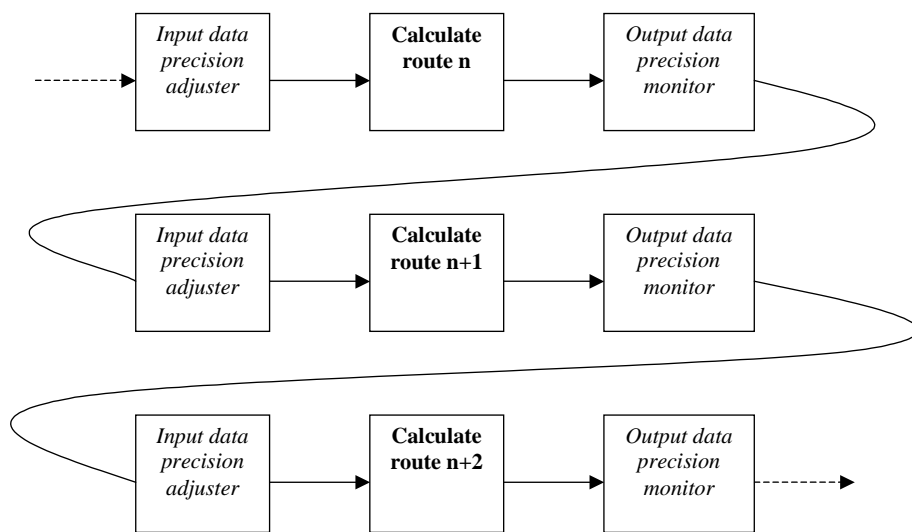 Input data
precision
adjuster
Calculate
route n
Output data
precision
monitor
Input data
precision
adjuster
Calculate
route n+1
Output data
precision
monitor
Input data
precision
adjuster
Calculate
route n+2
Output data
precision
monitor